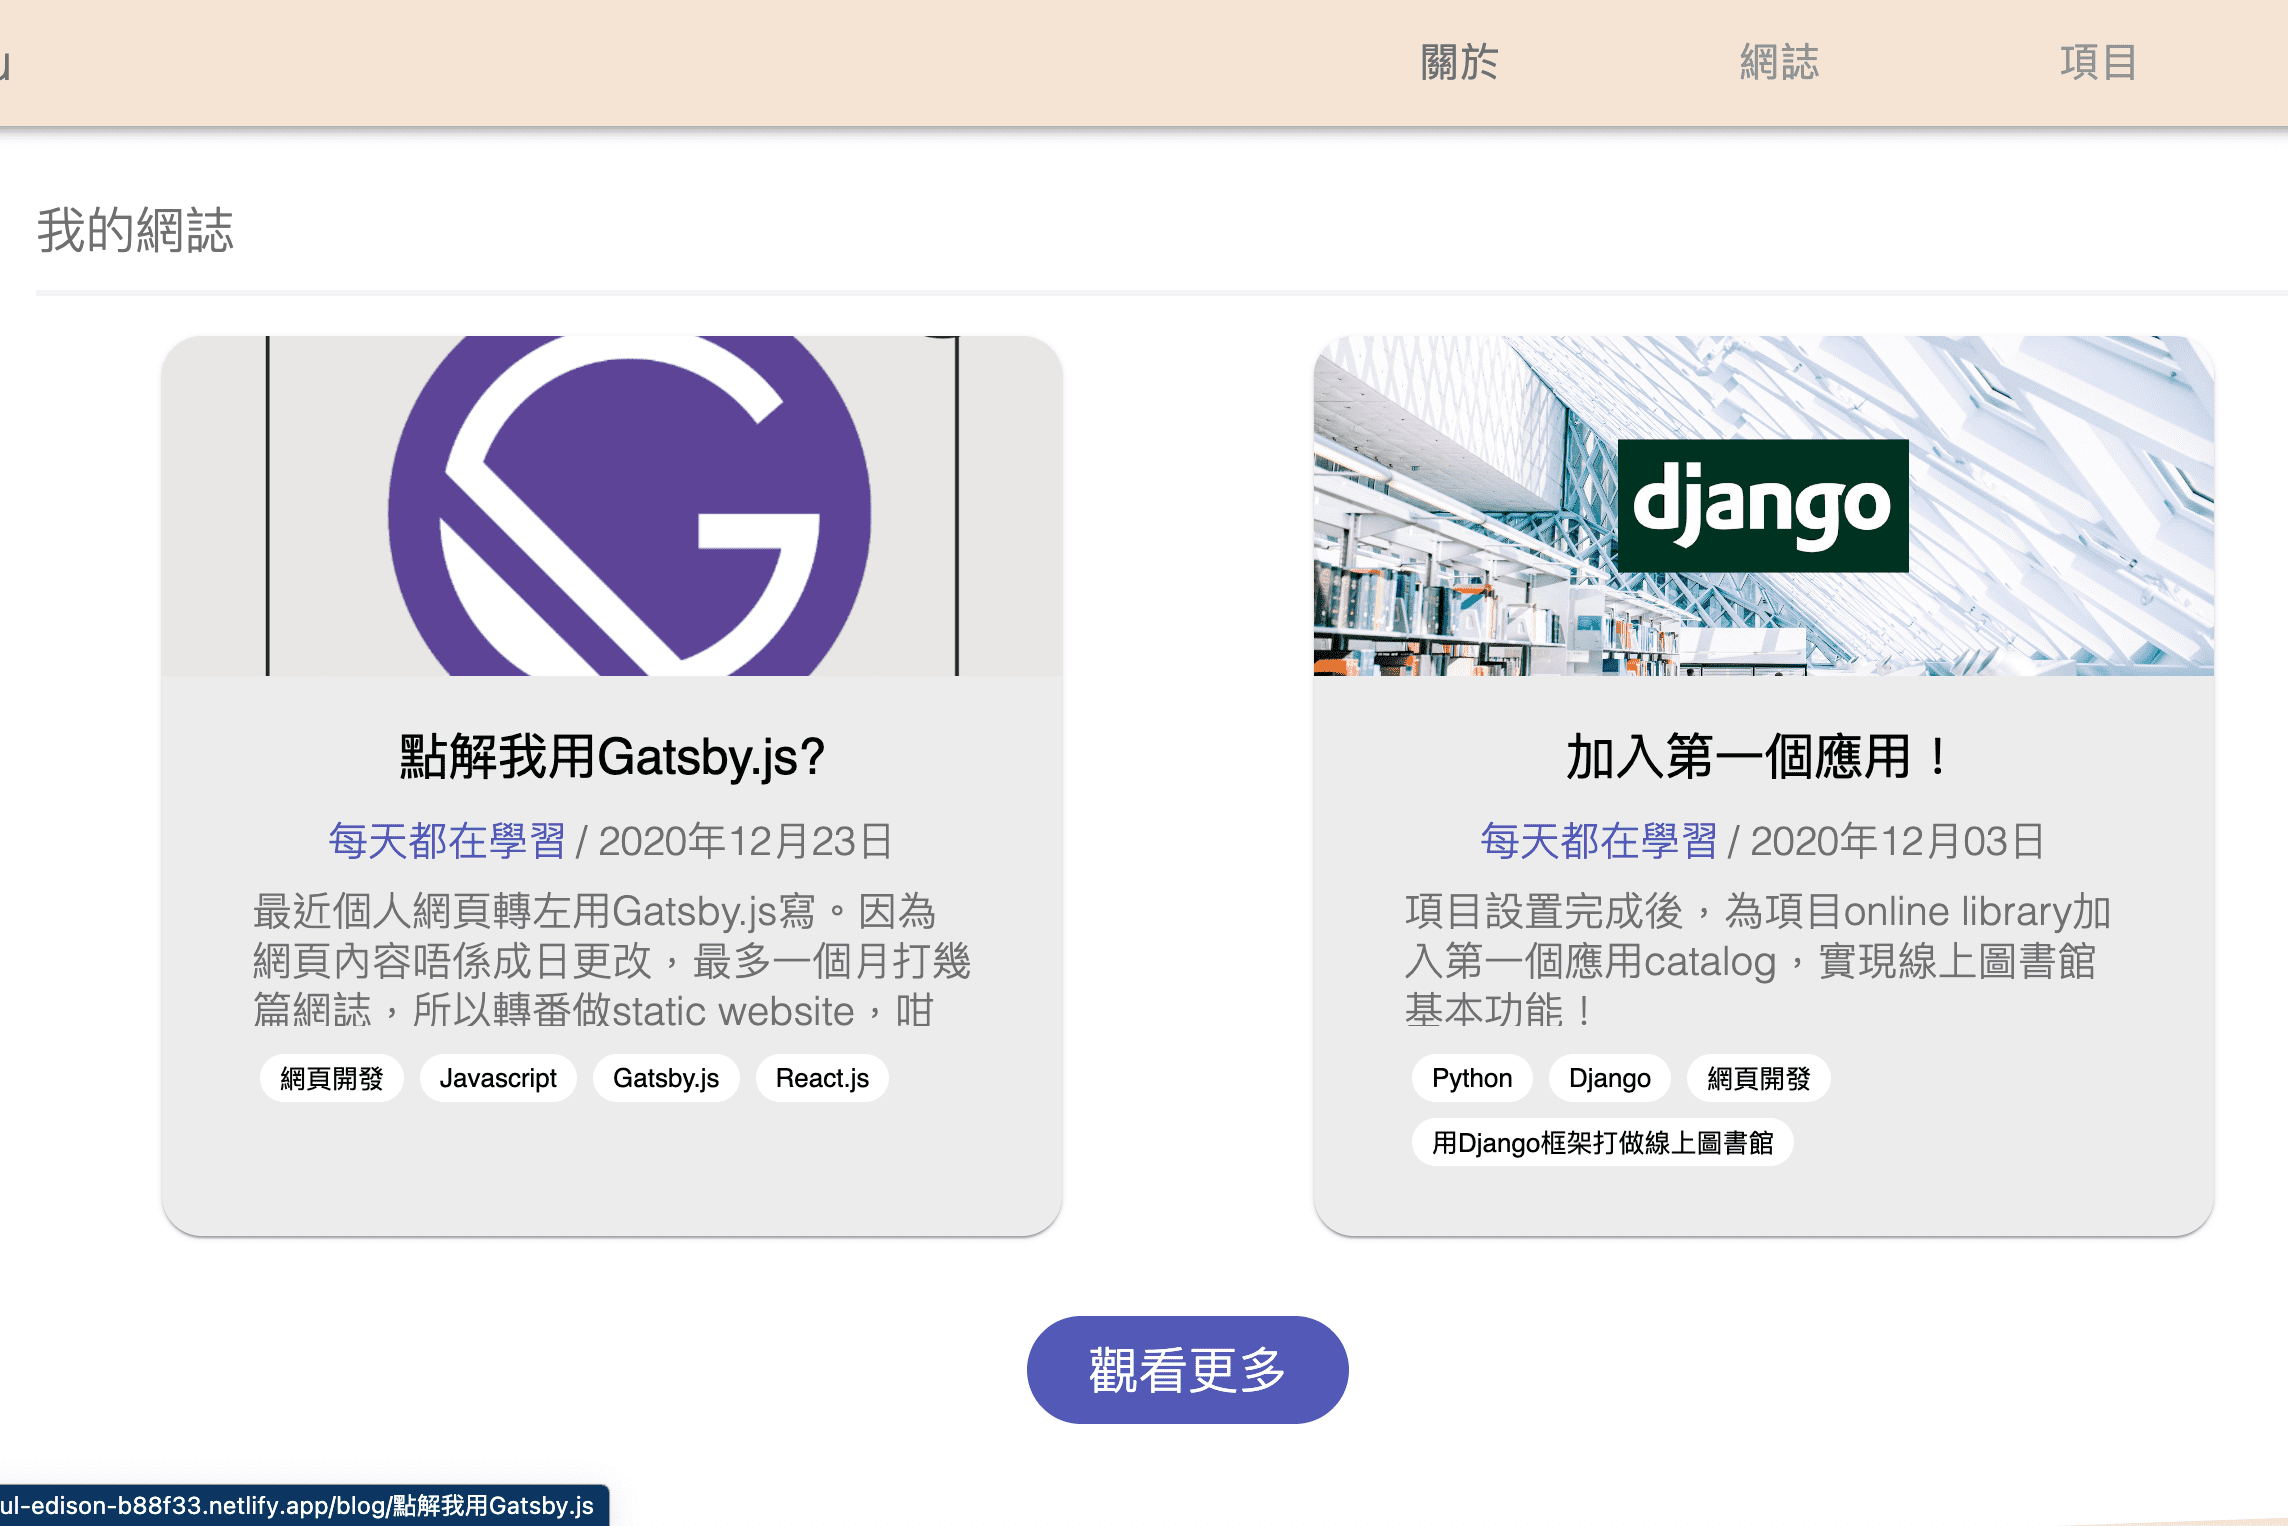 關於
網誌
項目
我的網誌
django
點解我用Gatsby.js?
每天都在學習 / 2020年12月23日
最近個人網頁轉左用Gatsby.js寫。因為
網頁內容唔係成日更改，最多一個月打幾
篇網誌，所以轉番做static website，咁
網頁開發
Javascript
Gatsby.js
React.js
加入第一個應用！
每天都在學習 / 2020年12月03日
項目設置完成後，為項目online library加
入第一個應用catalog，實現線上圖書館
基本功能！
Python
Django
網頁開發
用Django框架打做線上圖書館
觀看更多
ul-edison-b88f33.netlify.app/blog/點解我用Gatsby.js